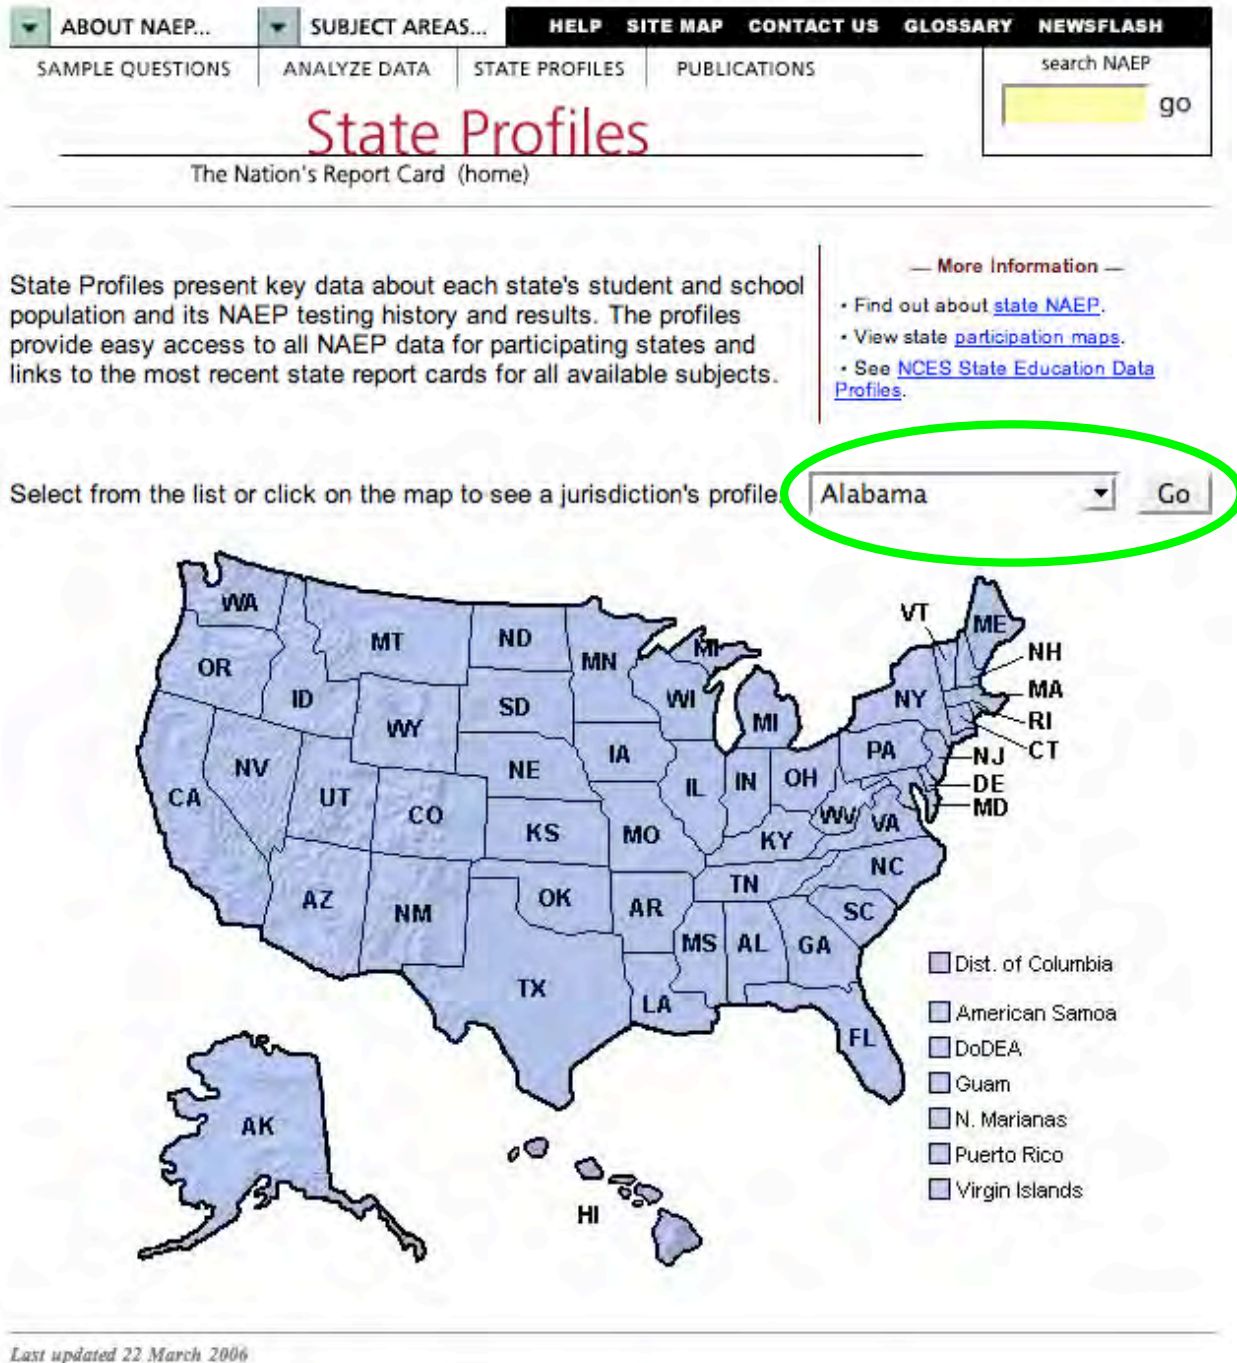 ABOUT NAEP... SUBJECT AREAS... HELP SITE MAP CONTACT US GLOSSARY NEWSFLASH
SAMPLE QUESTIONS ANALYZE DATA STATE PROFILES PUBLICATIONS search NAEP
go
State Profiles
The Nation's Report Card (home)
State Profiles present key data about each state's student and school
population and its NAEP testing history and results. The profiles
provide easy access to all NAEP data for participating states and
links to the most recent state report cards for all available subjects.
— More Information —
• Find out about state NAEP.
• View state participation maps.
• See NCES State Education Data
Profiles.
Select from the list or click on the map to see a jurisdiction's profile. Alabama Go
WA
MT
ND
MN
MI
VT
ME
NH
OR
ID
SD
WI
MI
NY
MA
RI
WY
IA
PA
NJ
CT
NV
NE
IL
IN
OH
DE
CA
UT
CO
MD
KS
MO
KY
WV
VA
AZ
NM
OK
AR
TN
NC
SC
MS
AL
GA
TX
LA
FL
AK
HI
Dist. of Columbia
American Samoa
DoDEA
Guam
N. Marianas
Puerto Rico
Virgin Islands
Last updated 22 March 2006